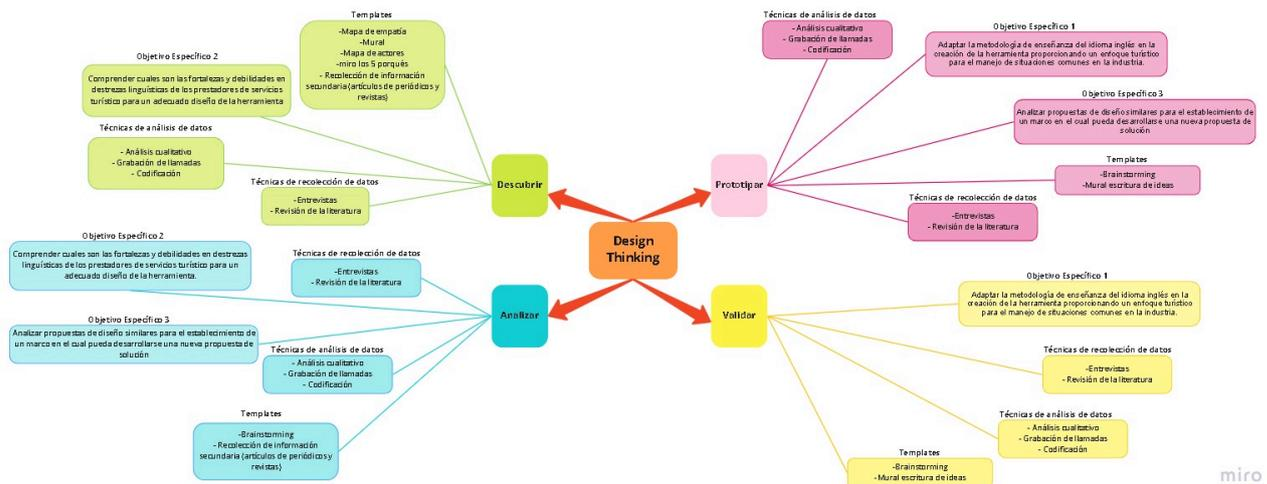 Design
Thinking
Descubrir
Templates
-Mapa de empatía
-Mural
-Mapa de actores
-miro los 5 porqués
- Recolección de información
secundaria (artículos de periódicos y
revistas)
Objetivo Específico 2
Comprender cuales son las fortalezas y debilidades en
destrezas linguísticas de los prestadores de servicios
turístico para un adecuado diseño de la herramienta
Técnicas de análisis de datos
- Análisis cualitativo
- Grabación de llamadas
- Codificación
Técnicas de recolección de datos
-Entrevistas
- Revisión de la literatura
Analizar
Objetivo Específico 2
Comprender cuales son las fortalezas y debilidades en destrezas
linguísticas de los prestadores de servicios turístico para un
adecuado diseño de la herramienta.
Técnicas de recolección de datos
-Entrevistas
- Revisión de la literatura
Objetivo Específico 3
Analizar propuestas de diseño similares para el establecimiento de
un marco en el cual pueda desarrollarse una nueva propuesta de
solución
Técnicas de análisis de datos
- Análisis cualitativo
- Grabación de llamadas
- Codificación
Templates
-Brainstorming
- Recolección de información
secundaria (artículos de periódicos y
revistas)
Prototipar
Técnicas de análisis de datos
- Análisis cualitativo
- Grabación de llamadas
- Codificación
Objetivo Específico 1
Adaptar la metodología de enseñanza del idioma inglés en la
creación de la herramienta proporcionando un enfoque turístico
para el manejo de situaciones comunes en la industria.
Objetivo Específico 3
Analizar propuestas de diseño similares para el establecimiento de
un marco en el cual pueda desarrollarse una nueva propuesta de
solución
Templates
-Brainstorming
-Mural escritura de ideas
Técnicas de recolección de datos
-Entrevistas
- Revisión de la literatura
Validar
Objetivo Específico 1
Adaptar la metodología de enseñanza del idioma inglés en la
creación de la herramienta proporcionando un enfoque turístico
para el manejo de situaciones comunes en la industria.
Técnicas de recolección de datos
-Entrevistas
- Revisión de la literatura
Técnicas de análisis de datos
- Análisis cualitativo
- Grabación de llamadas
- Codificación
Templates
-Brainstorming
-Mural escritura de ideas
miro